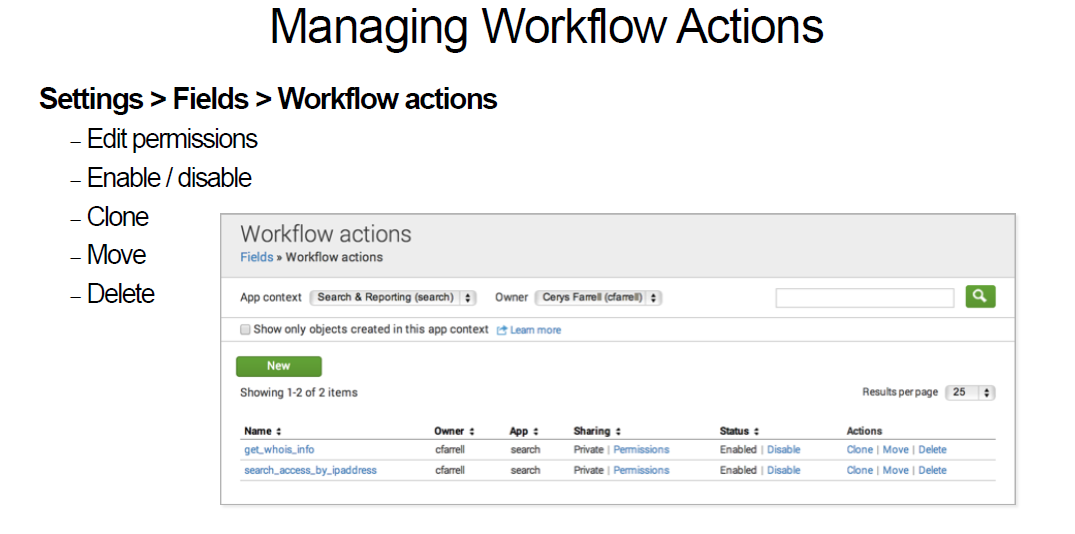 Managing Workflow Actions
Settings > Fields > Workflow actions
– Edit permissions
– Enable / disable
– Clone
– Move
– Delete
Workflow actions
Fields » Workflow actions
App context Search & Reporting (search) Owner Cerys Farrell (cfarrell)
Show only objects created in this app context Learn more
New
Showing 1-2 of 2 items Results per page 25
Name Owner App Sharing Status Actions
get_whois_info cfarrell search Private | Permissions Enabled | Disable Clone | Move | Delete
search_access_by_ipaddress cfarrell search Private | Permissions Enabled | Disable Clone | Move | Delete